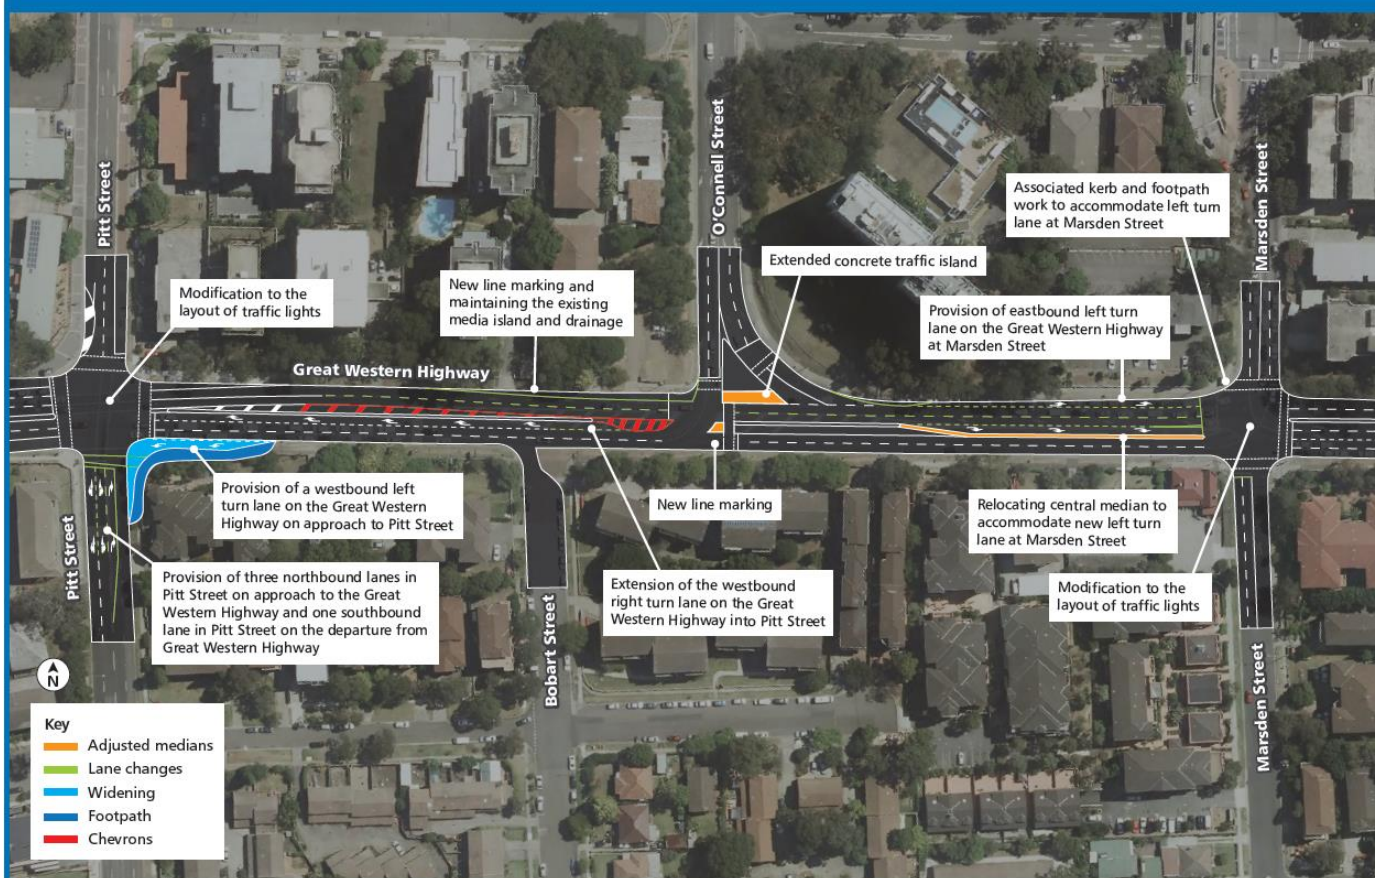 Pitt Street
O'Connell Street
Marsden Street
Associated kerb and footpath
work to accommodate left turn
lane at Marsden Street
Extended concrete traffic island
New line marking and
maintaining the existing
media island and drainage
Modification to the
layout of traffic lights
Provision of eastbound left turn
lane on the Great Western Highway
at Marsden Street
Great Western Highway
Provision of a westbound left
turn lane on the Great Western
Highway on approach to Pitt Street
New line marking
Relocating central median to
accommodate new left turn
lane at Marsden Street
Pitt Street
Provision of three northbound lanes in
Pitt Street on approach to the Great
Western Highway and one southbound
lane in Pitt Street on the departure from
Great Western Highway
Extension of the westbound
right turn lane on the Great
Western Highway into Pitt Street
Modification to the
layout of traffic lights
Bobart Street
Marsden Street
N
Key
Adjusted medians
Lane changes
Widening
Footpath
Chevrons